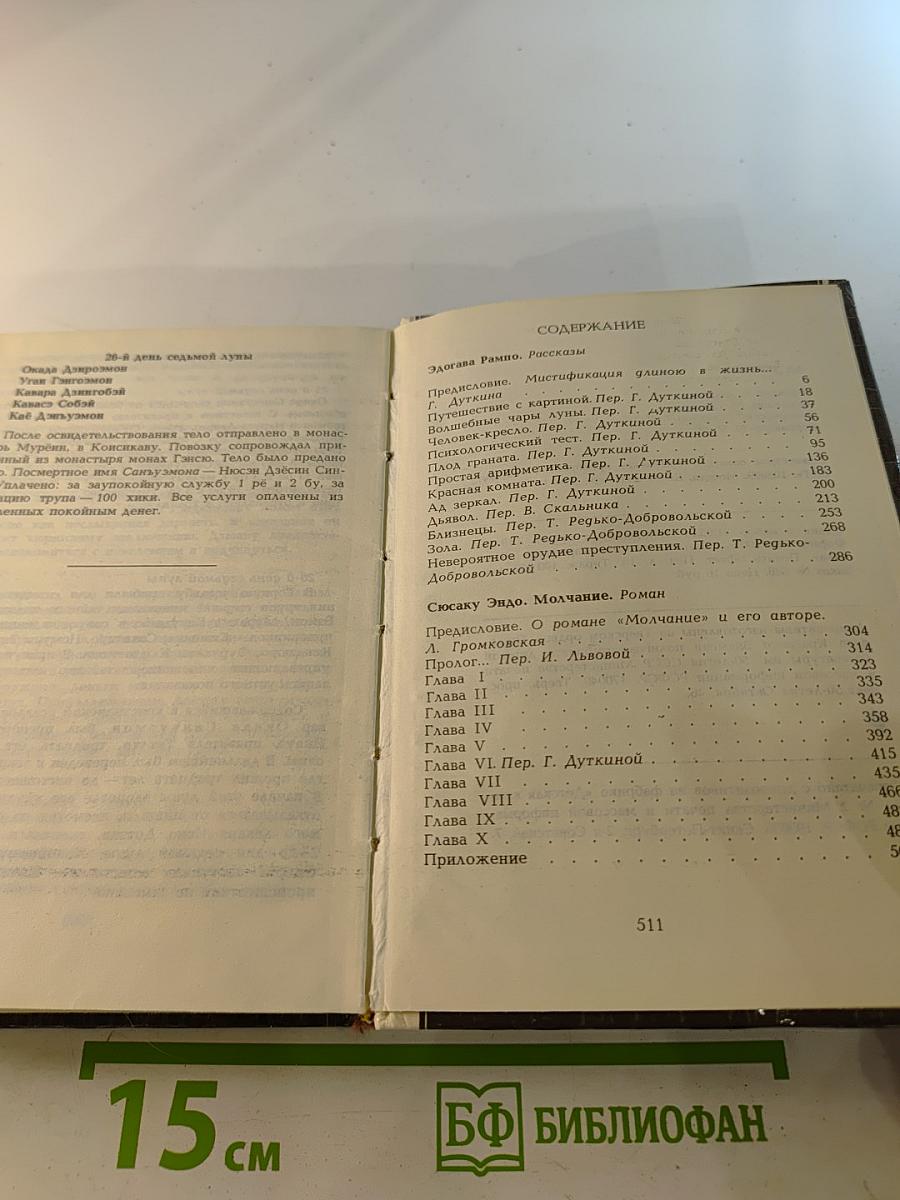 26-й день седьмой луны
Окада Дзироэмон
Уган Гэнгоэмон
Кавара Дзингобэй
Кавасэ Собэй
Каё Дэнъуэмон
После освидетельствования тело отправлено в монас-
рь Мурёин, в Коисикаву. Повозку сопровождал при-
нный из монастыря монах Гэнсю. Тело было предано
ю. Посмертное имя Санъуэмона — Нюсэн Дзёсин Син-
Уплачено: за заупокойную службу 1 рё и 2 бу, за
ацию трупа — 100 хики. Все услуги оплачены из
ленных покойным денег.
СОДЕРЖАНИЕ
Эдогава Рампо. Рассказы
Предисловие. Мистификация длиною в жизнь...
Г. Дуткина . . . . . . . . . . 6
Путешествие с картиной. Пер. Г. Дуткиной . . . 18
Волшебные чары луны. Пер. Г. Дуткиной . . . 37
Человек-кресло. Пер. Г. Дуткиной . . . . 56
Психологический тест. Пер. Г. Дуткиной . . . 71
Плод граната. Пер. Г. Дуткиной . . . . 95
Простая арифметика. Пер. Г. Дуткиной . . . 136
Красная комната. Пер. Г. Дуткиной . . . . 183
Ад зеркал. Пер. Г. Дуткиной . . . . . 200
Дьявол. Пер. В. Скальника . . . . . 213
Близнецы. Пер. Т. Редько-Добровольской . . . 253
Зола. Пер. Т. Редько-Добровольской . . . . 268
Невероятное орудие преступления. Пер. Т. Редько-
Добровольской . . . . . . . . . 286
Сюсаку Эндо. Молчание. Роман
Предисловие. О романе «Молчание» и его авторе.
Л. Громковская . . . . . . . . . 304
Пролог... Пер. И. Львовой . . . . . . 314
Глава I . . . . . . . . . . . 323
Глава II . . . . . . . . . . . 335
Глава III . . . . . . . . . . . 343
Глава IV . . . . . . . . . . . 358
Глава V . . . . . . . . . . . 392
Глава VI. Пер. Г. Дуткиной . . . . . . 415
Глава VII . . . . . . . . . . . 435
Глава VIII . . . . . . . . . . . 466
Глава IX . . . . . . . . . . . 48
Глава X . . . . . . . . . . . 48
Приложение . . . . . . . . . . 50
511
15 см
БФ БИБЛИОФАН